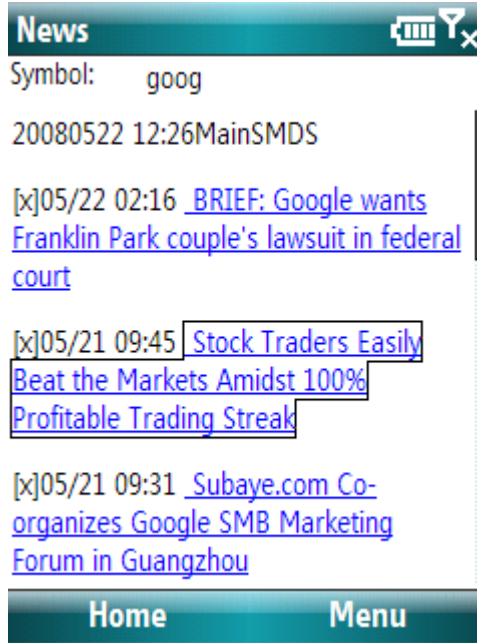 News
Symbol: goog
20080522 12:26MainSMDS
[x]05/22 02:16 BRIEF: Google wants
Franklin Park couple's lawsuit in federal
court
[x]05/21 09:45 Stock Traders Easily
Beat the Markets Amidst 100%
Profitable Trading Streak
[x]05/21 09:31 Subaye.com Co-
organizes Google SMB Marketing
Forum in Guangzhou
Home Menu